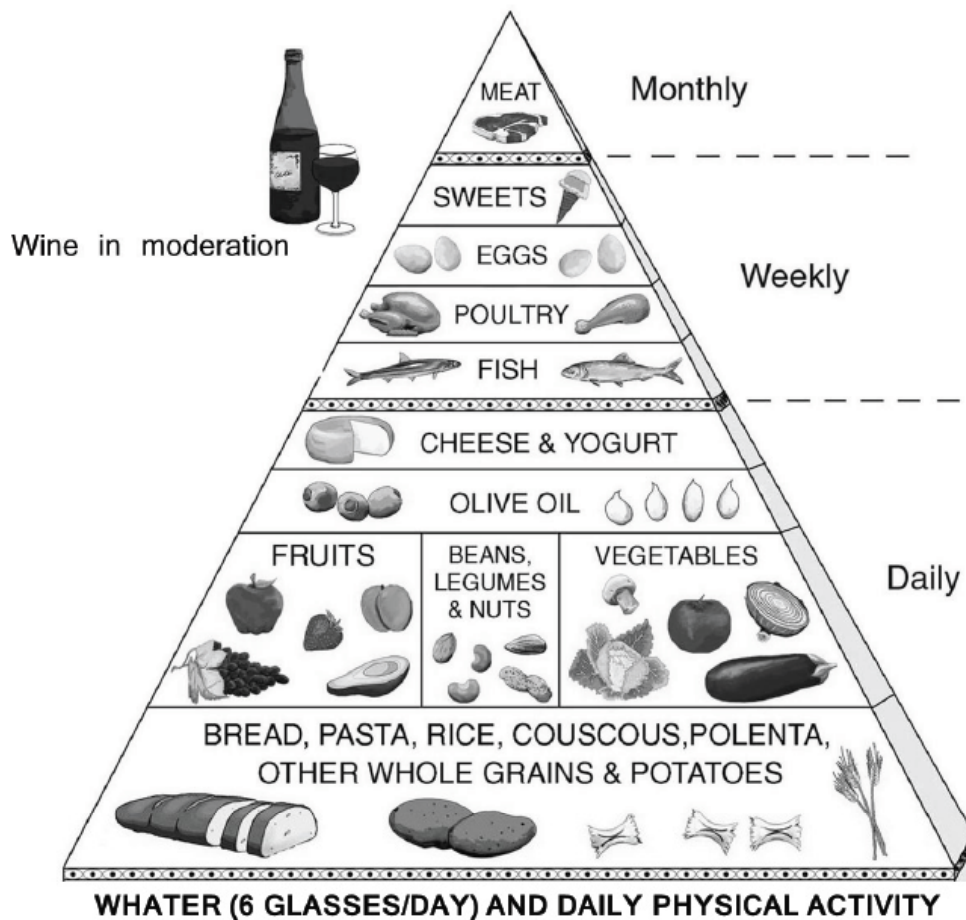 MEAT
Monthly
SWEETS
Wine in moderation
EGGS
Weekly
POULTRY
FISH
CHEESE & YOGURT
OLIVE OIL
FRUITS
BEANS,
LEGUMES
& NUTS
VEGETABLES
Daily
BREAD, PASTA, RICE, COUSCOUS,POLENTA,
OTHER WHOLE GRAINS & POTATOES
WHATER (6 GLASSES/DAY) AND DAILY PHYSICAL ACTIVITY